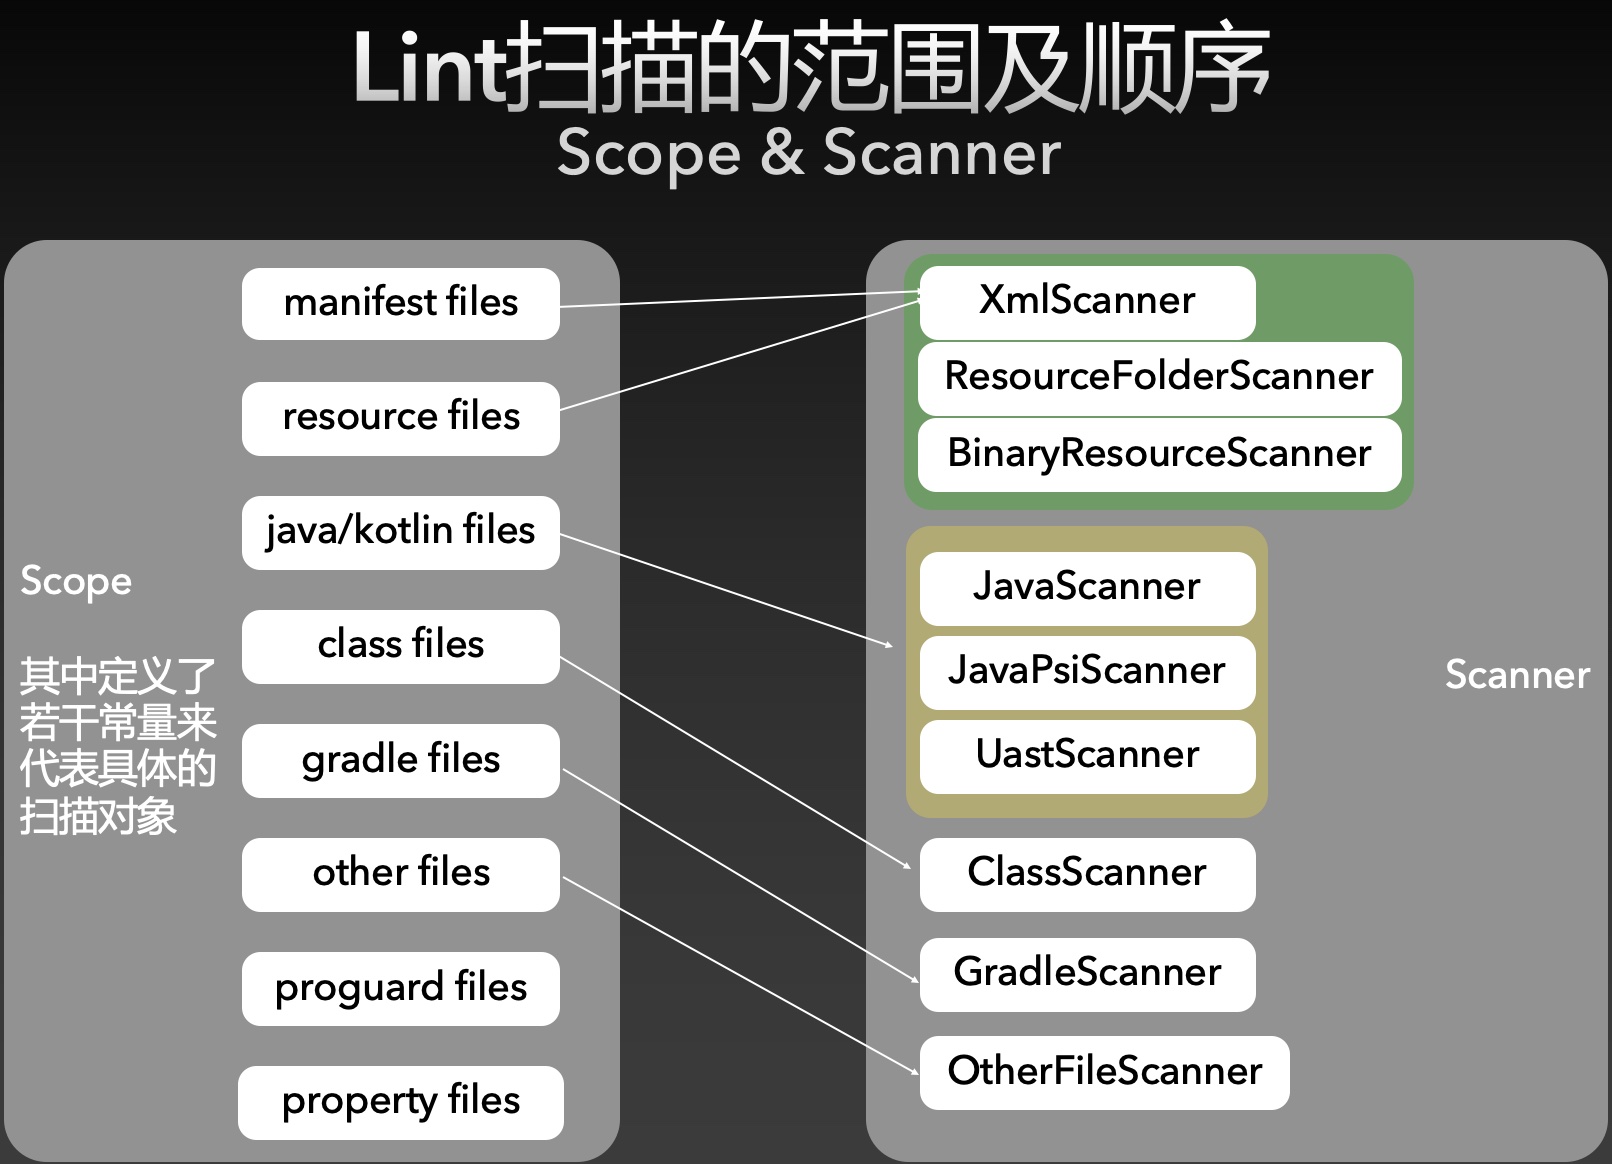 Lint扫描的范围及顺序
Scope & Scanner
Scope
其中定义了
若干常量来
代表具体的
扫描对象
manifest files
resource files
java/kotlin files
class files
gradle files
other files
proguard files
property files
XmlScanner
ResourceFolderScanner
BinaryResourceScanner
JavaScanner
JavaPsiScanner
UastScanner
ClassScanner
GradleScanner
OtherFileScanner
Scanner